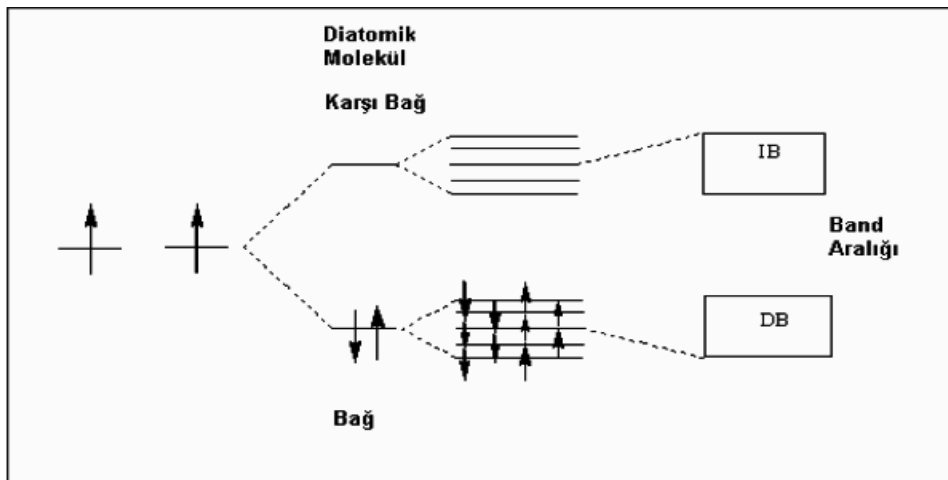 Diatomik
Molekül
Karşı Bağ
IB
Band
Aralığı
DB
Bağ